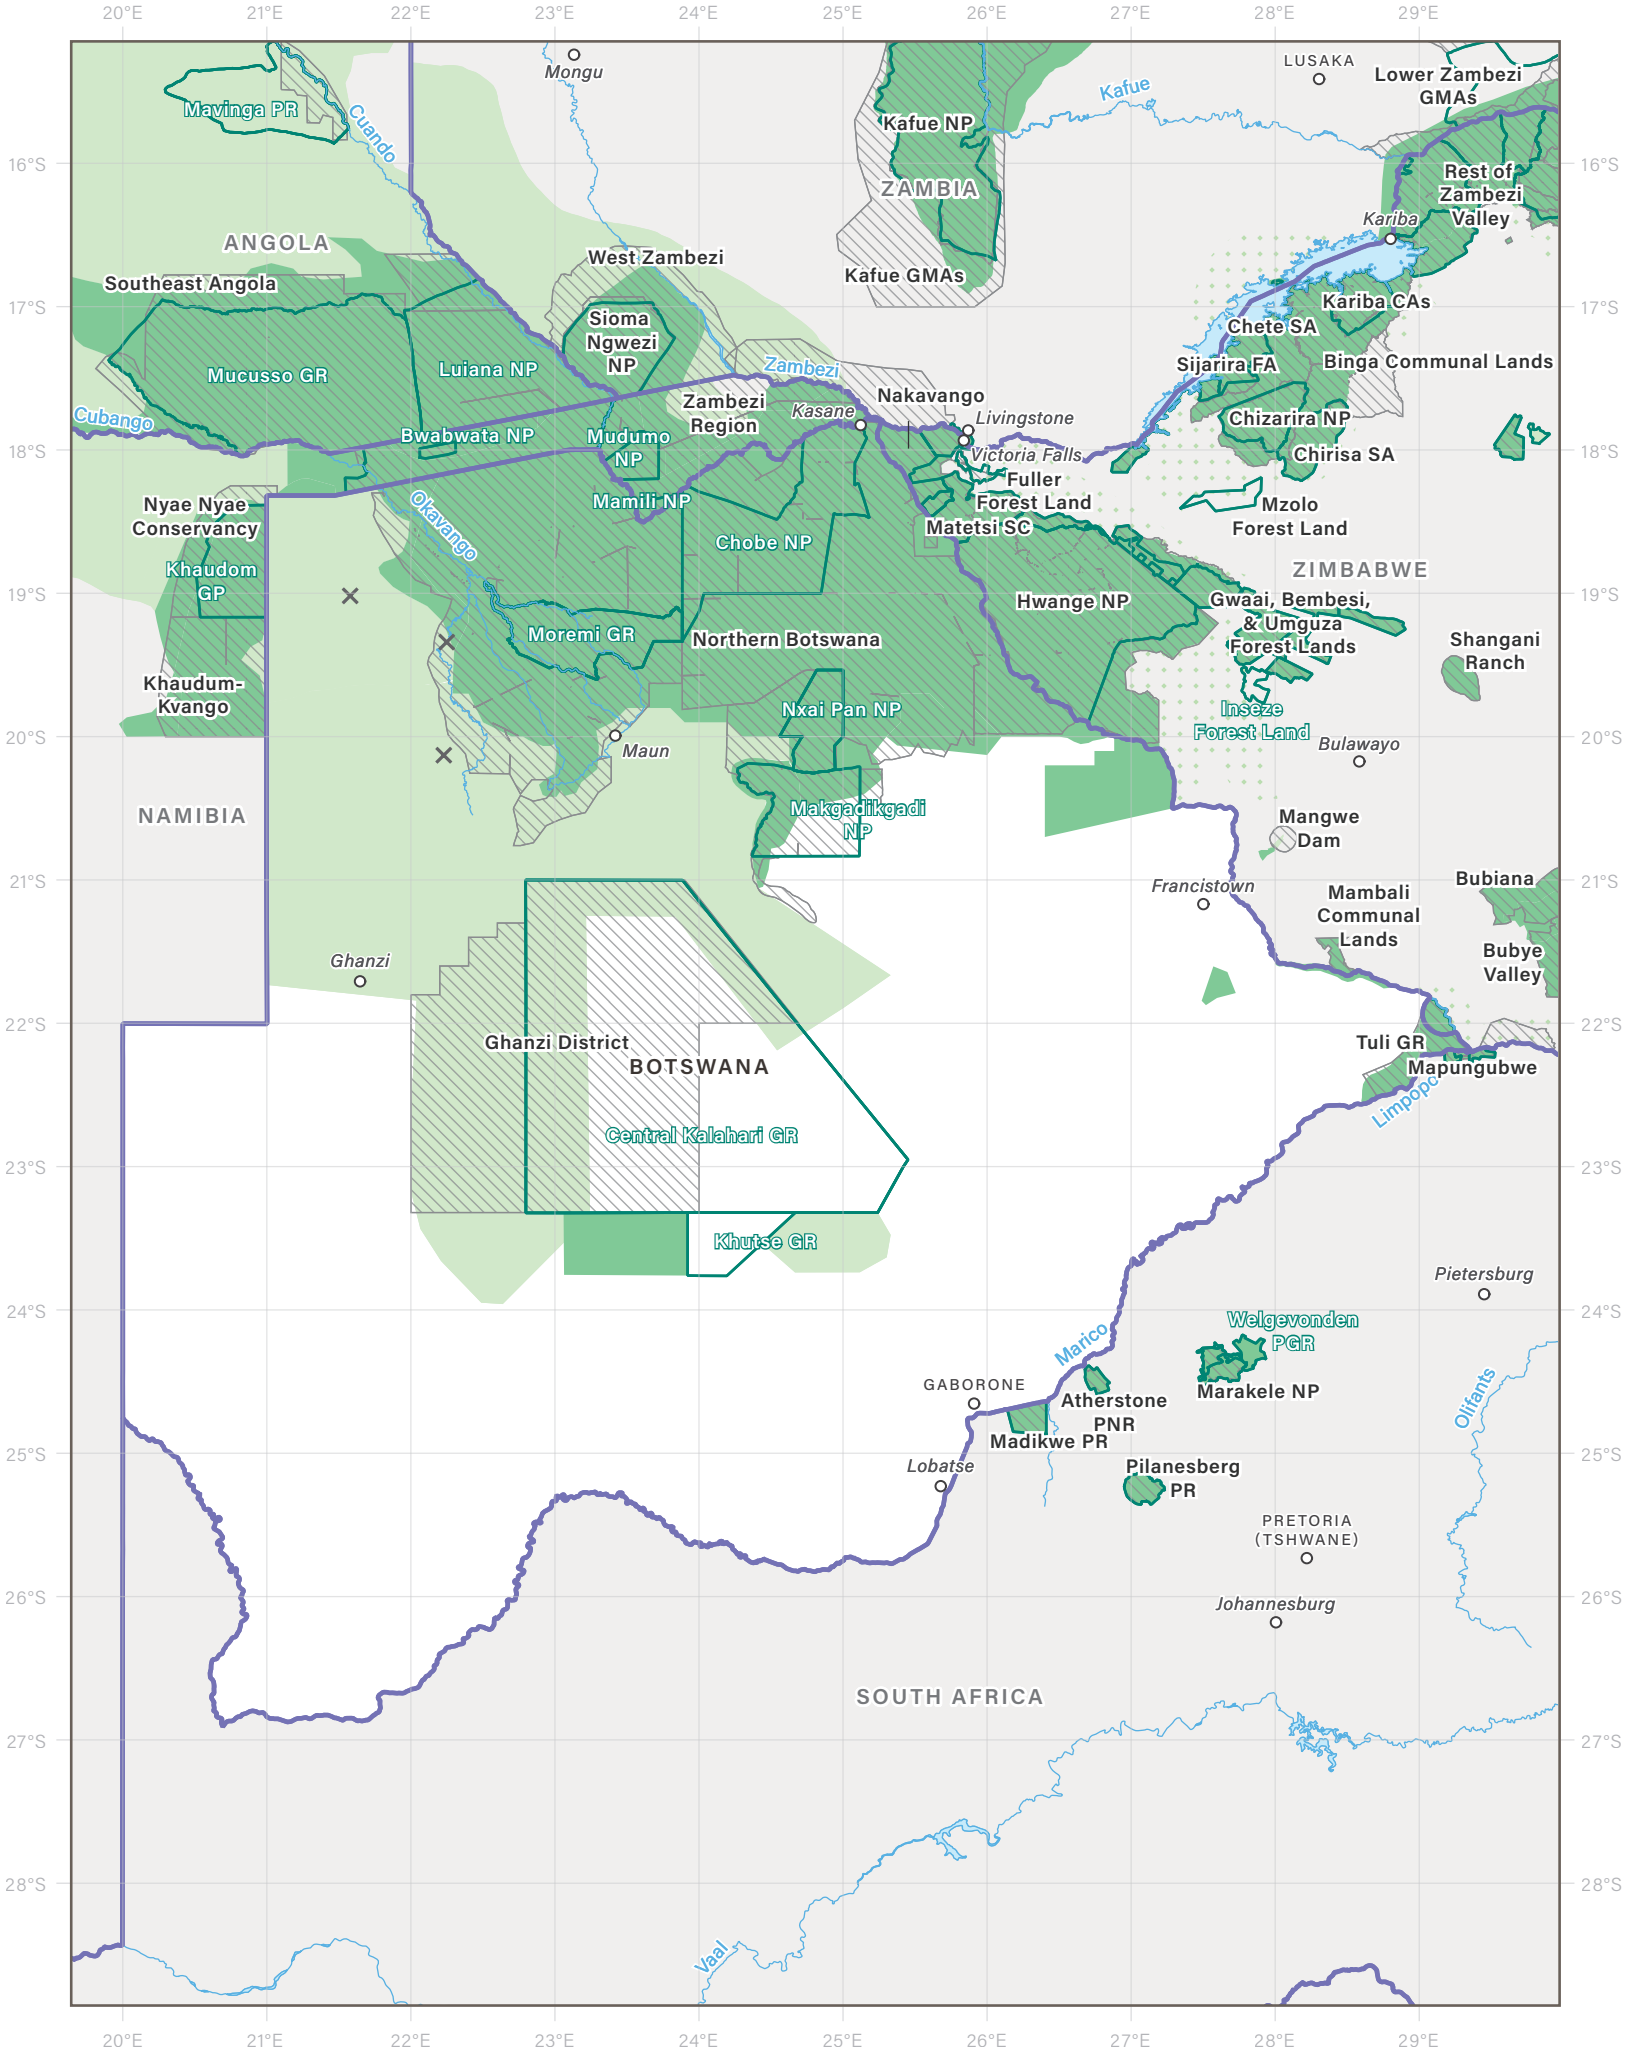 20°E 21°E 22°E 23°E 24°E 25°E 26°E 27°E 28°E 29°E
Mongu
LUSAKA
Lower Zambezi
GMAs
Kafue
Mavinga PR
Cuando
Kafue NP
16°S
16°S
Rest of
Zambezi
Valley
ZAMBIA
Kariba
ANGOLA
West Zambezi
Kafue GMAs
Southeast Angola
17°S
17°S
Kariba CAs
Sioma
Ngwezi
NP
Chete SA
Sijarira FA
Binga Communal Lands
Mucusso GR
Luiana NP
Zambezi
Nakavango
Zambezi
Region
Kasane
Livingstone
Cubango
Chizarira NP
Bwabwata NP
Mudumo
NP
18°S
18°S
Victoria Falls
Chirisa SA
Fuller
Forest Land
Mamili NP
Nyae Nyae
Conservancy
Okavango
Mzolo
Forest Land
Matetsi SC
Chobe NP
Khaudom
GP
ZIMBABWE
19°S
19°S
Hwange NP
Gwaai, Bembesi,
& Umguza
Forest Lands
Moremi GR
Northern Botswana
Shangani
Ranch
Khaudum-
Kvango
Nxai Pan NP
Inseze
Forest Land
20°S
20°S
Maun
Bulawayo
NAMIBIA
Makgadikgadi
NP
Mangwe
Dam
21°S
21°S
Francistown
Bubiana
Mambali
Communal
Lands
Ghanzi
Bubye
Valley
22°S
22°S
Ghanzi District
Tuli GR
BOTSWANA
Mapungubwe
Limpopo
Central Kalahari GR
23°S
23°S
Khutse GR
Pietersburg
24°S
24°S
Welgevonden
PGR
Marico
GABORONE
Marakele NP
Atherstone
PNR
Olifants
Madikwe PR
25°S
25°S
Lobatse
Pilanesberg
PR
PRETORIA
(TSHWANE)
26°S
26°S
Johannesburg
SOUTH AFRICA
27°S
27°S
28°S
28°S
Vaal
20°E 21°E 22°E 23°E 24°E 25°E 26°E 27°E 28°E 29°E